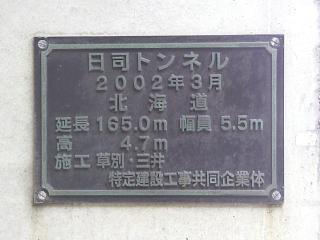 日司トンネル
2002年3月
北海道
延長 165.0m 幅員 5.5m
高 4.7m
施工 草別・三井
特定建設工事共同企業体